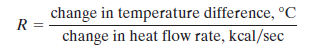 R = change in temperature difference, °C
change in heat flow rate, kcal/sec